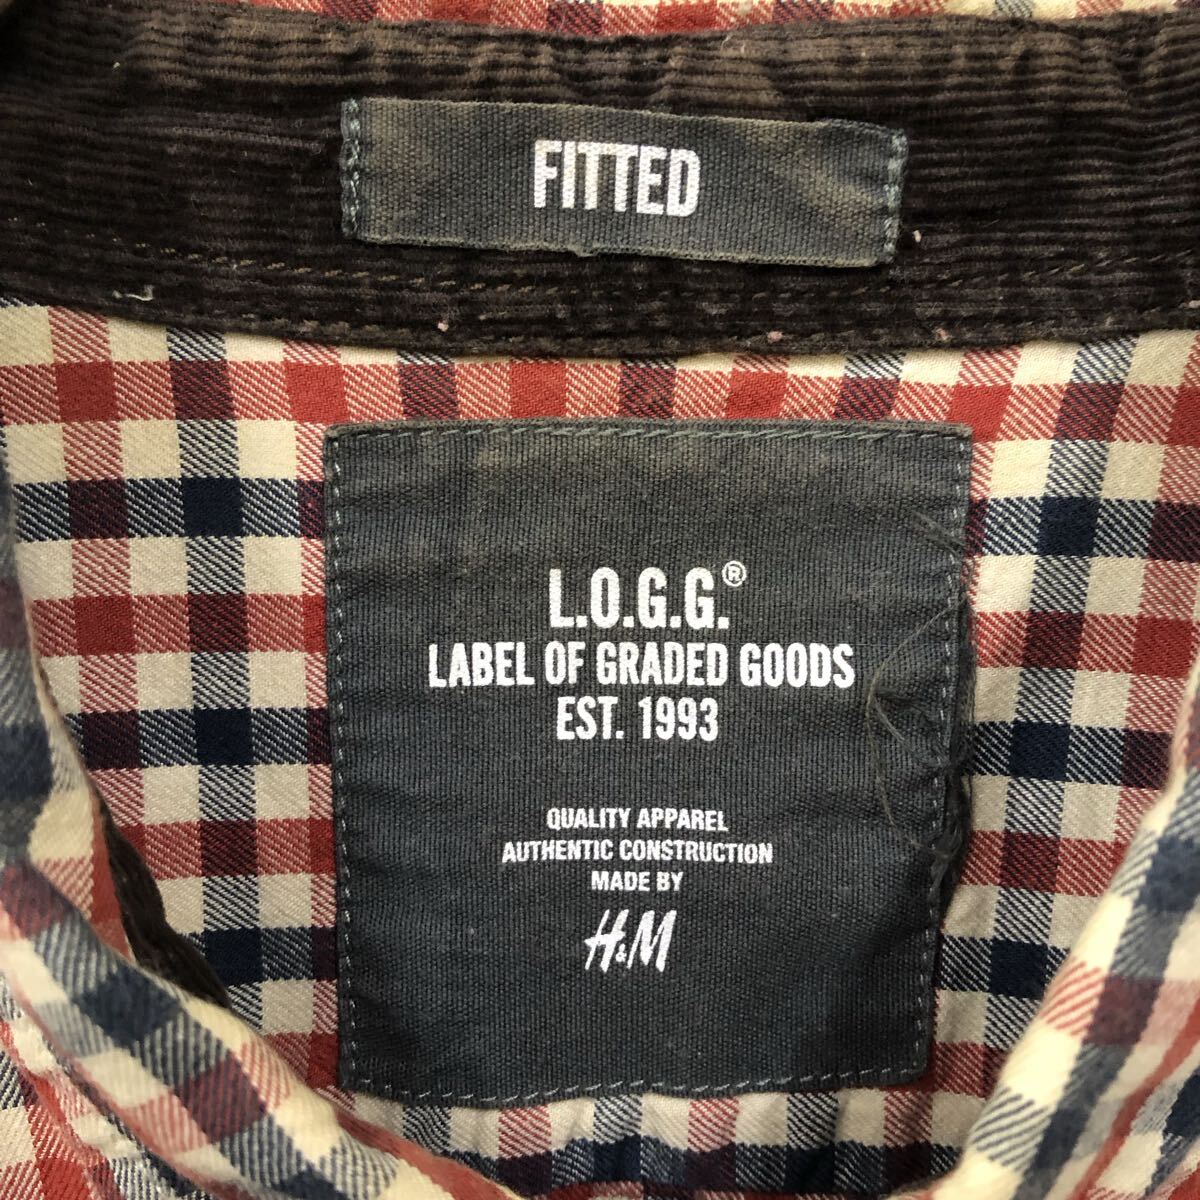 FITTED
L.O.G.G.®
LABEL OF GRADED GOODS
EST. 1993
QUALITY APPAREL
AUTHENTIC CONSTRUCTION
MADE BY
H&M